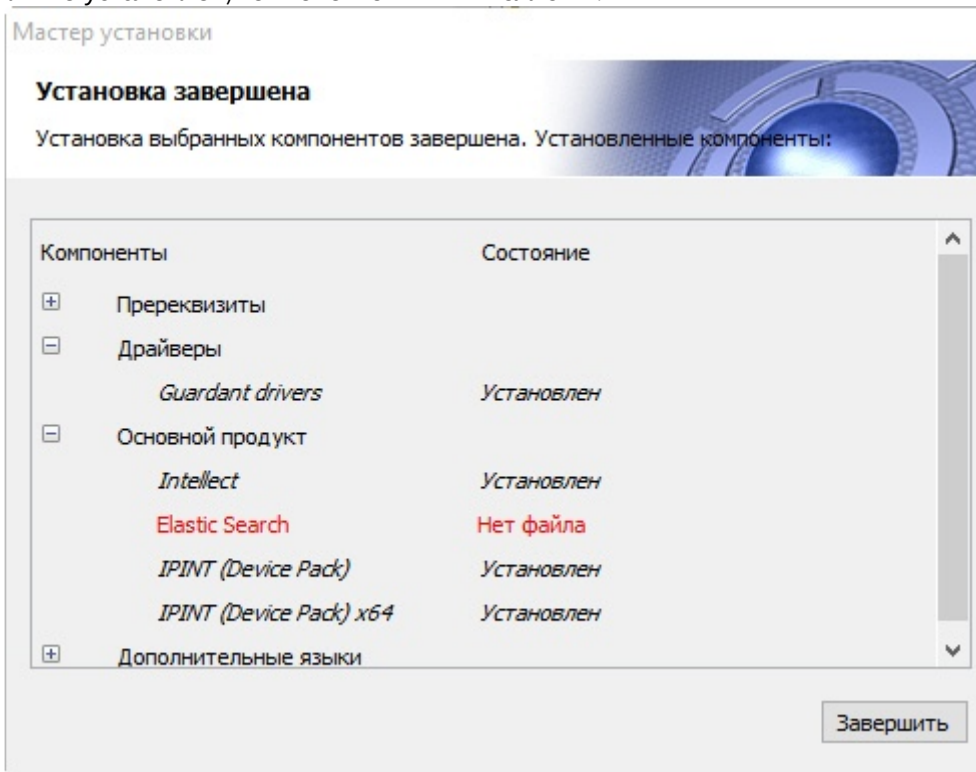 Мастер установки
Установка завершена
Установка выбранных компонентов завершена. Установленные компоненты:
Компоненты Состояние
Пререквизиты
Драйверы
Guardant drivers Установлен
Основной продукт
Intellect Установлен
Elastic Search Нет файла
IPINT (Device Pack) Установлен
IPINT (Device Pack) x64 Установлен
Дополнительные языки
Завершить